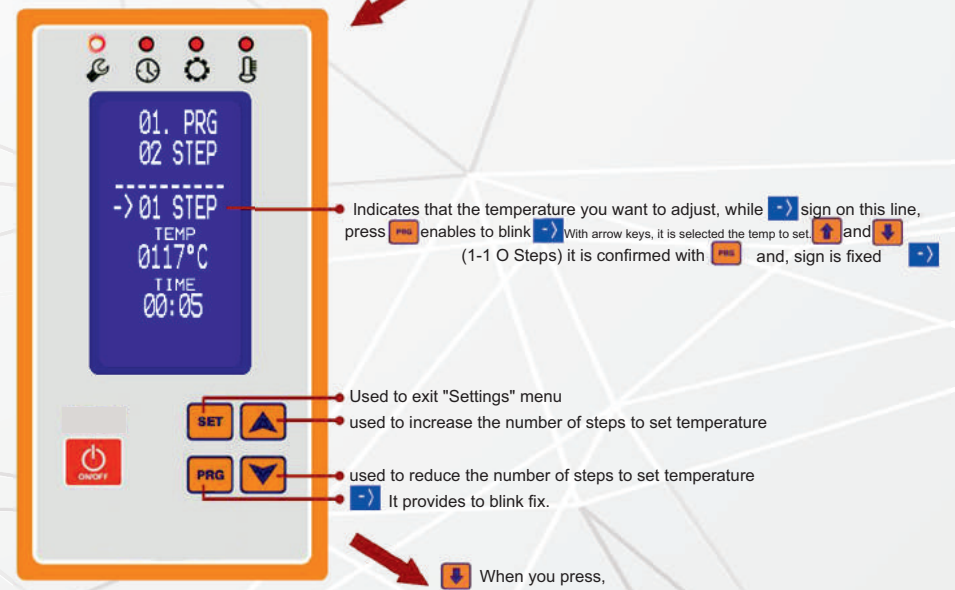 01. PRG
02 STEP
----------
->01 STEP
TEMP
0117°C
TIME
00:05
Indicates that the temperature you want to adjust, while -> sign on this line,
press PRG enables to blink -> With arrow keys, it is selected the temp to set. and
(1-1 O Steps) it is confirmed with PRG and, sign is fixed ->
Used to exit "Settings" menu
SET
used to increase the number of steps to set temperature
ON/OFF
PRG
used to reduce the number of steps to set temperature
-> It provides to blink fix.
When you press,